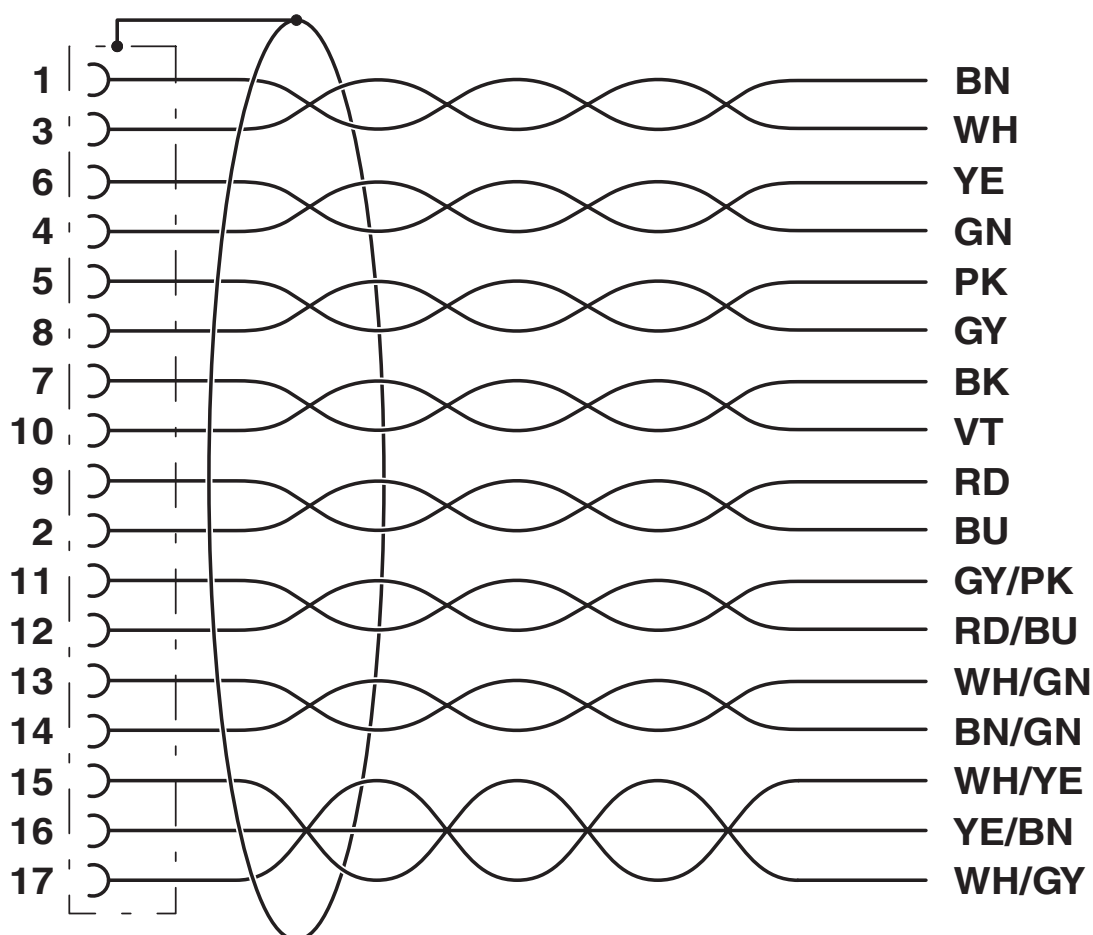 1 BN
3 WH
6 YE
4 GN
5 PK
8 GY
7 BK
10 VT
9 RD
2 BU
11 GY/PK
12 RD/BU
13 WH/GN
14 BN/GN
15 WH/YE
16 YE/BN
17 WH/GY